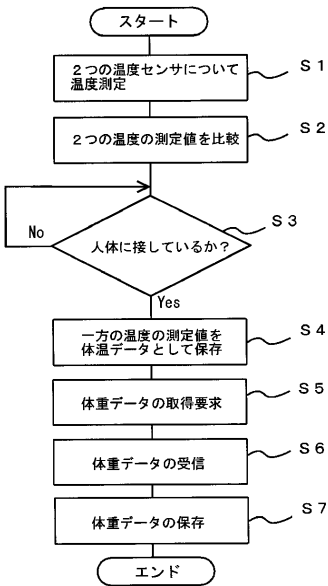 スタート
２つの温度センサについて
温度測定
Ｓ１
２つの温度の測定値を比較
Ｓ２
人体に接しているか？
Ｓ３
No
Yes
一方の温度の測定値を
体温データとして保存
Ｓ４
体重データの取得要求
Ｓ５
体重データの受信
Ｓ６
体重データの保存
Ｓ７
エンド